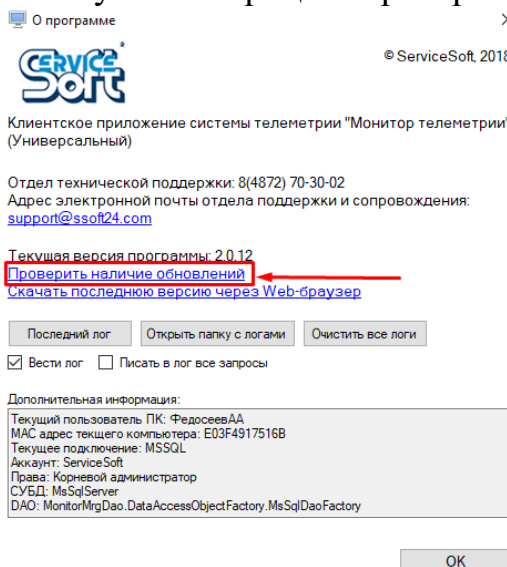 О программе
Service
Soft
© ServiceSoft, 2018
Клиентское приложение системы телеметрии "Монитор телеметрии"
(Универсальный)
Отдел технической поддержки: 8(4872) 70-30-02
Адрес электронной почты отдела поддержки и сопровождения:
support@ssoft24.com
Текущая версия программы: 2.0.12
Проверить наличие обновлений
Скачать последнюю версию через Web-браузер
Последний лог Открыть папку с логами Очистить все логи
Вести лог Писать в лог все запросы
Дополнительная информация:
Текущий пользователь ПК: ФедосеевАА
MAC адрес текщего компьютера: E03F4917516B
Текущее подключение: MSSQL
Аккаунт: ServiceSoft
Права: Корневой администратор
СУБД: MsSqlServer
DAO: MonitorMrgDao.DataAccessObjectFactory.MsSqlDaoFactory
OK